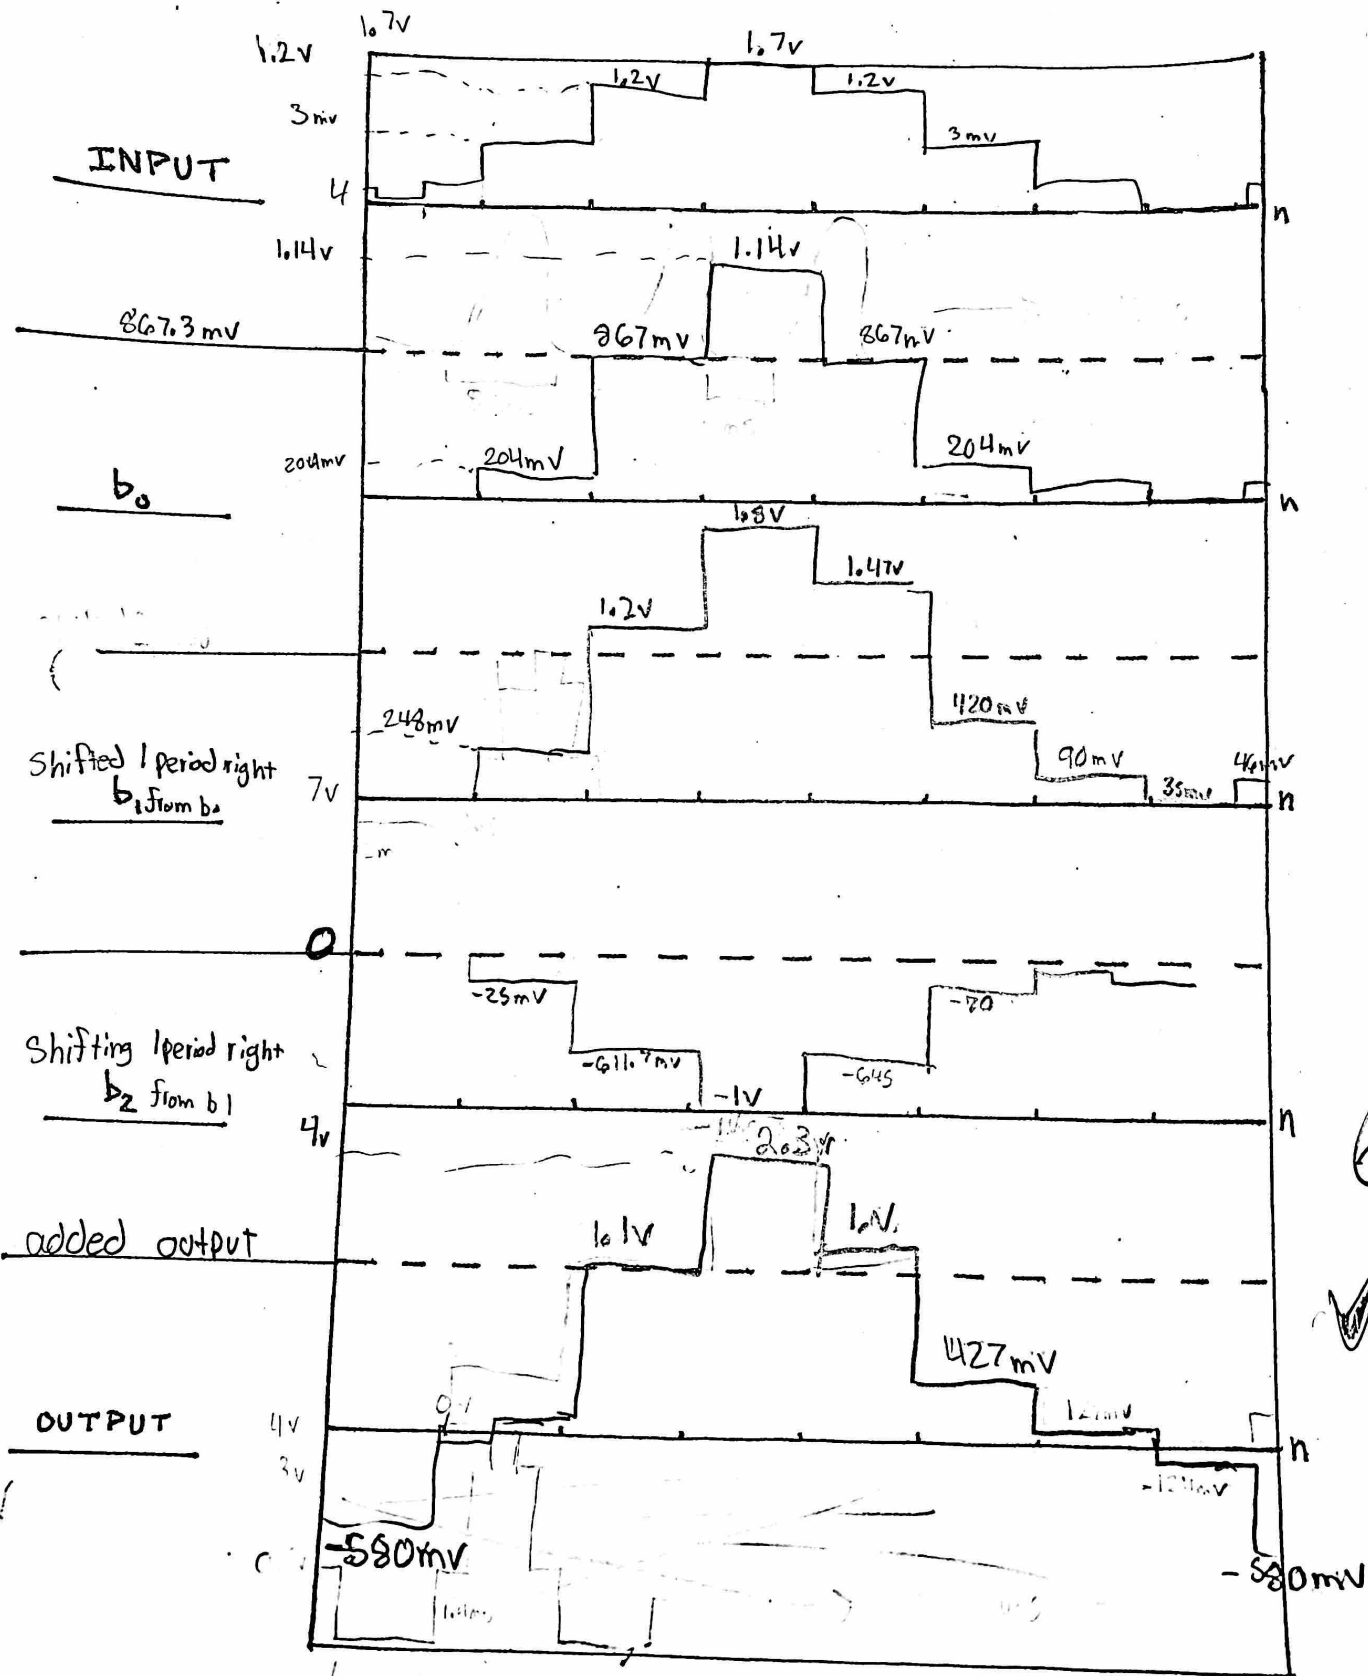 1.7v
1.2v
1.7v
1.2v
1.2v
3mv
3mv
INPUT
4
n
1.14v
1.14v
867.3mv
867mv
867mv
204mv
204mv
204mv
b₀
n
1.8v
1.47v
1.2v
248mv
420mv
90mv
Shifted 1 period right
b₁ from b₀
7v
35mv
n
0
-25mV
-20
Shifting 1period right
b₂ from b1
-611.7mv
-645
-1v
n
4v
2.3v
added output
1.1v
427mV
OUTPUT
4v
n
3v
-580mv
-580mV